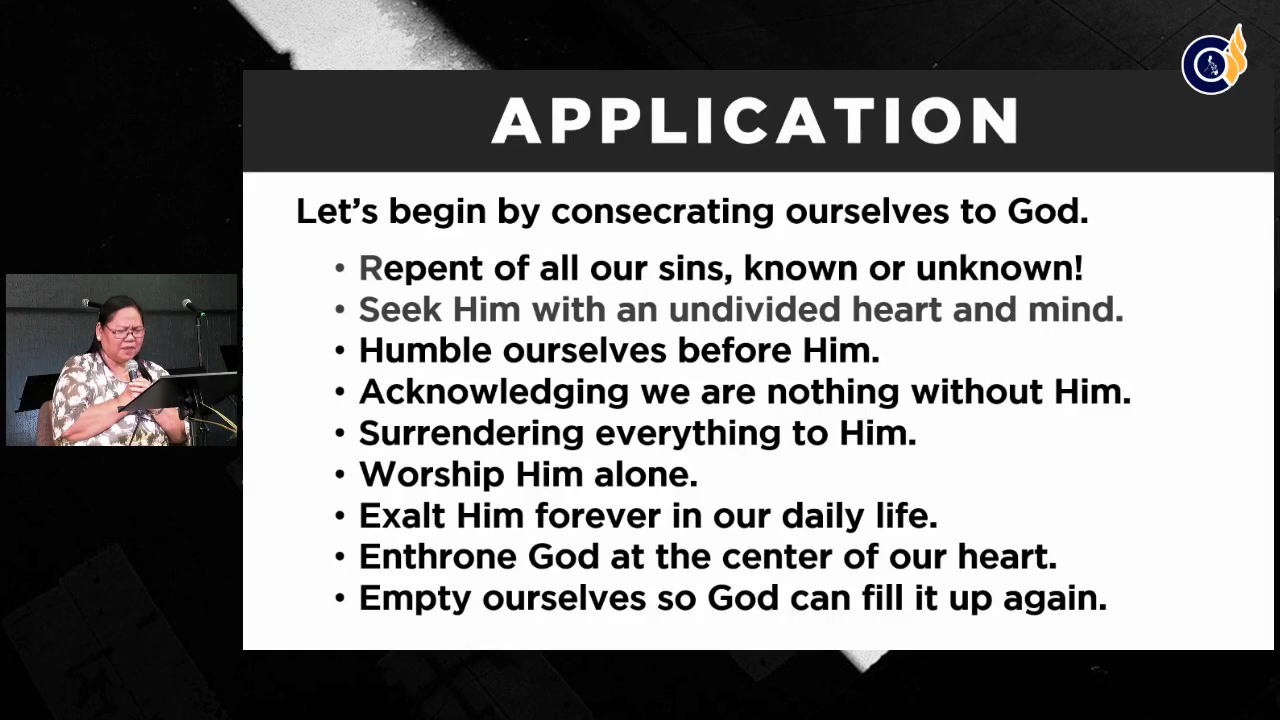 APPLICATION
Let's begin by consecrating ourselves to God.
• Repent of all our sins, known or unknown!
• Seek Him with an undivided heart and mind.
• Humble ourselves before Him.
• Acknowledging we are nothing without Him.
• Surrendering everything to Him.
• Worship Him alone.
• Exalt Him forever in our daily life.
• Enthrone God at the center of our heart.
• Empty ourselves so God can fill it up again.